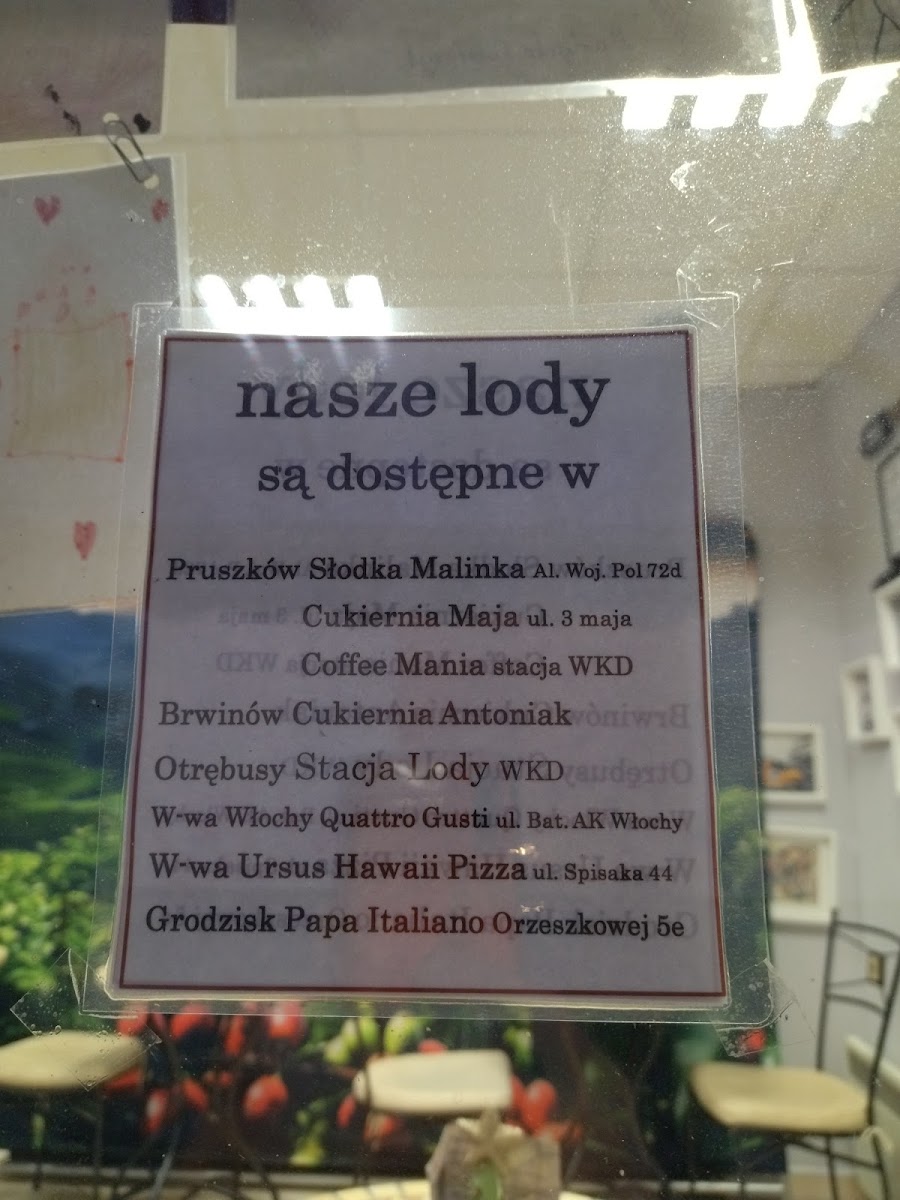 nasze lody
są dostępne w
Pruszków Słodka Malinka Al. Woj. Pol 72d
Cukiernia Maja ul. 3 maja
Coffee Mania stacja WKD
Brwinów Cukiernia Antoniak
Otrębusy Stacja Lody WKD
W-wa Włochy Quattro Gusti ul. Bat. AK Włochy
W-wa Ursus Hawaii Pizza ul. Spisaka 44
Grodzisk Papa Italiano Orzeszkowej 5e